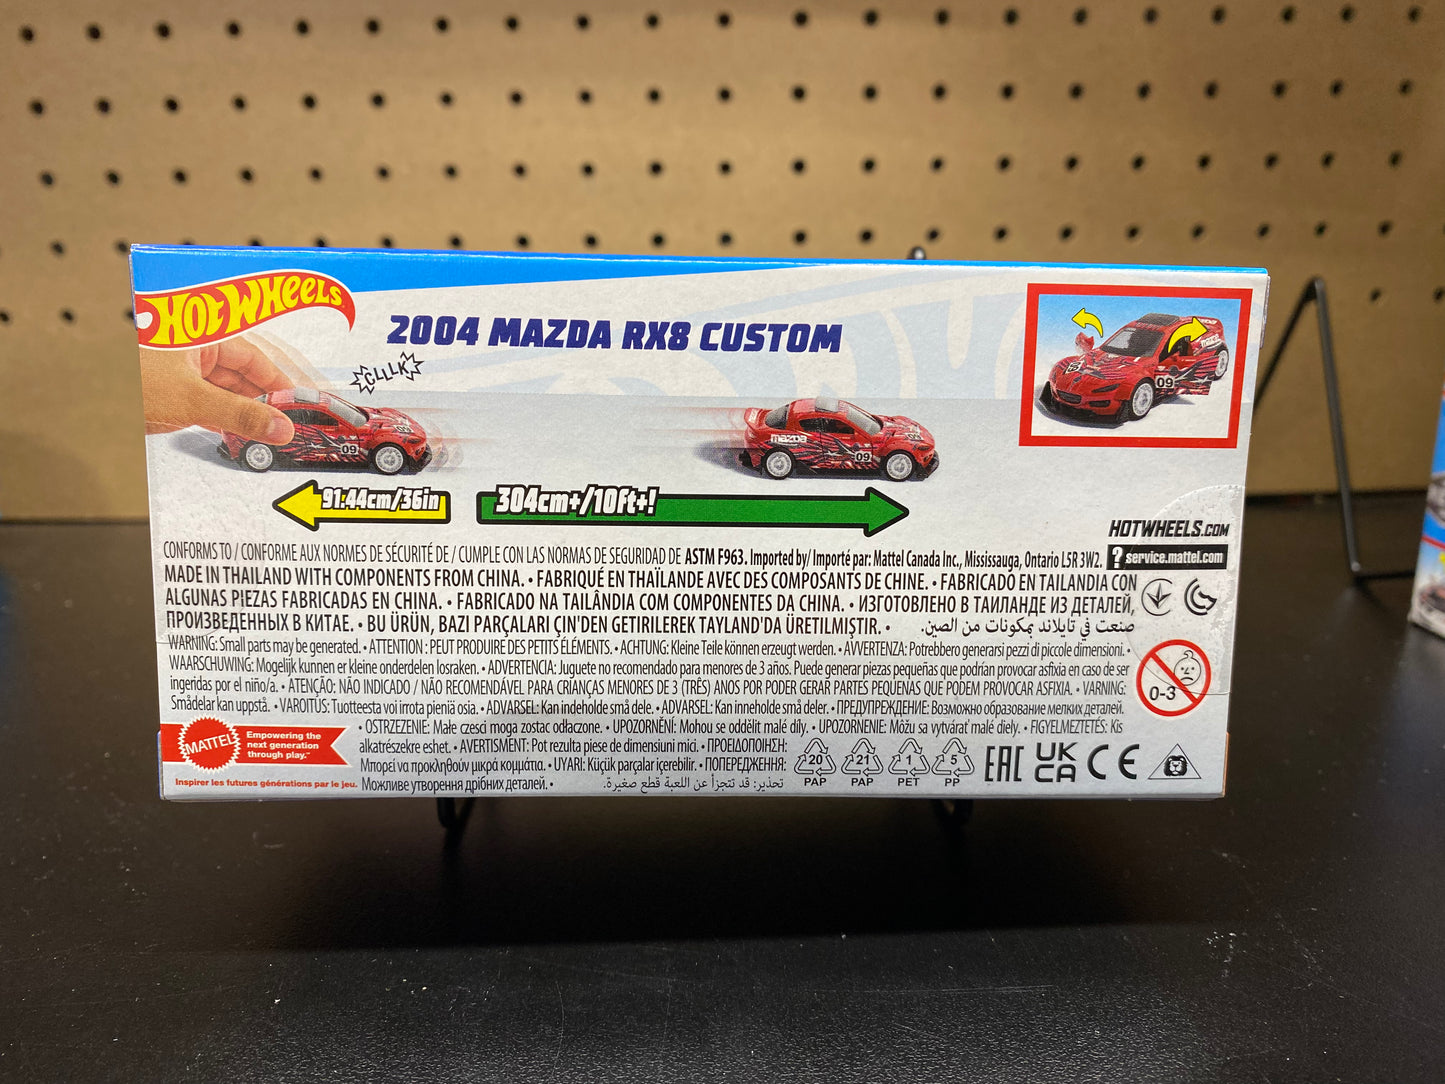 HOT WHEELS
2004 MAZDA RX8 CUSTOM
CLLLK
09
mazda
09
mazda
09
91.44cm/36in
304cm+/10ft+!
HOTWHEELS.COM
? service.mattel.com
CONFORMS TO / CONFORME AUX NORMES DE SÉCURITÉ DE / CUMPLE CON LAS NORMAS DE SEGURIDAD DE ASTM F963. Imported by/ Importé par: Mattel Canada Inc., Mississauga, Ontario L5R 3W2.
MADE IN THAILAND WITH COMPONENTS FROM CHINA. • FABRIQUÉ EN THAÏLANDE AVEC DES COMPOSANTS DE CHINE. • FABRICADO EN TAILANDIA CON
ALGUNAS PIEZAS FABRICADAS EN CHINA. • FABRICADO NA TAILÂNDIA COM COMPONENTES DA CHINA. • ИЗГОТОВЛЕНО В ТАИЛАНДЕ ИЗ ДЕТАЛЕЙ,
ПРОИЗВЕДЕННЫХ В КИТАЕ. • BU ÜRÜN, BAZI PARÇALARI ÇIN'DEN GETIRILEREK TAYLAND'DA ÜRETILMIŞTIR. • صنعت في تايلاند بمكونات من الصين.
WARNING: Small parts may be generated. • ATTENTION : PEUT PRODUIRE DES PETITS ÉLÉMENTS. • ACHTUNG: Kleine Teile können erzeugt werden. • AVVERTENZA: Potrebbero generarsi pezzi di piccole dimensioni. •
WAARSCHUWING: Mogelijk kunnen er kleine onderdelen losraken. • ADVERTENCIA: Juguete no recomendado para menores de 3 años. Puede generar piezas pequeñas que podrían provocar asfixia en caso de ser
ingeridas por el niño/a. • ATENÇÃO: NÃO INDICADO / NÃO RECOMENDÁVEL PARA CRIANÇAS MENORES DE 3 (TRÊS) ANOS POR PODER GERAR PARTES PEQUENAS QUE PODEM PROVOCAR ASFIXIA. • VARNING:
Smådelar kan uppstå. • VAROITUS: Tuotteesta voi irrota pieniä osia. • ADVARSEL: Kan indeholde små dele. • ADVARSEL: Kan inneholde små deler. • ПРЕДУПРЕЖДЕНИЕ: Возможно образование мелких деталей.
• OSTRZEZENIE: Małe czesci moga zostac odłaczone. • UPOZORNĚNÍ: Mohou se oddělit malé díly. • UPOZORNENIE: Môžu sa vytvárať malé diely. • FIGYELMEZTETÉS: Kis
alkatrészekre eshet. • AVERTISMENT: Pot rezulta piese de dimensiuni mici. • ΠΡΟΕΙΔΟΠΟΙΗΣΗ:
Μπορεί να προκληθούν μικρά κομμάτια. • UYARI: Küçük parçalar içerebilir. • ПОПЕРЕДЖЕННЯ:
Можливе утворення дрібних деталей. • تحذير: قد تتجزأ عن اللعبة قطع صغيرة.
0-3
MATTEL
Empowering the
next generation
through play.™
Inspirer les futures générations par le jeu.
20 PAP
21 PAP
1 PET
5 PP
EAC UKCA CE